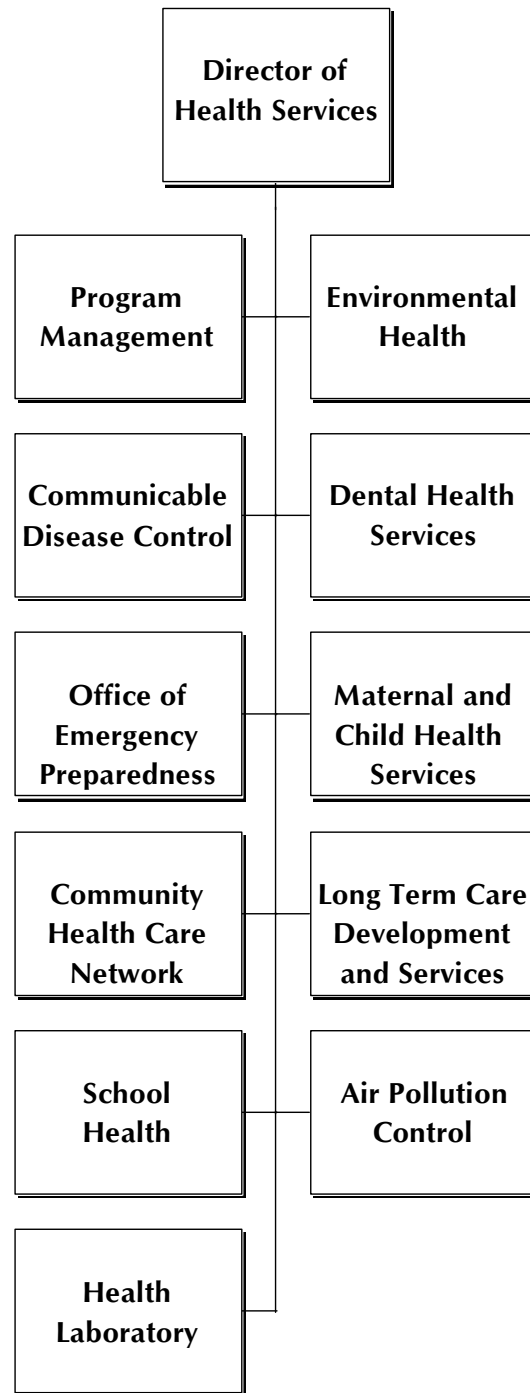 Director of
Health Services
Program
Management
Environmental
Health
Communicable
Disease Control
Dental Health
Services
Office of
Emergency
Preparedness
Maternal and
Child Health
Services
Community
Health Care
Network
Long Term Care
Development
and Services
School
Health
Air Pollution
Control
Health
Laboratory